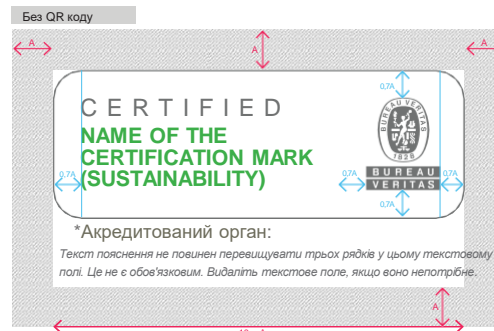 Без QR коду
A
A
A
0,7A
CERTIFIED
NAME OF THE
CERTIFICATION MARK
(SUSTAINABILITY)
BUREAU VERITAS
1828
0,7A
0,7A
0,7A
BUREAU
VERITAS
0,7A
*Акредитований орган:
Текст пояснення не повинен перевищувати трьох рядків у цьому текстовому
полі. Це не є обов'язковим. Видаліть текстове поле, якщо воно непотрібне.
A